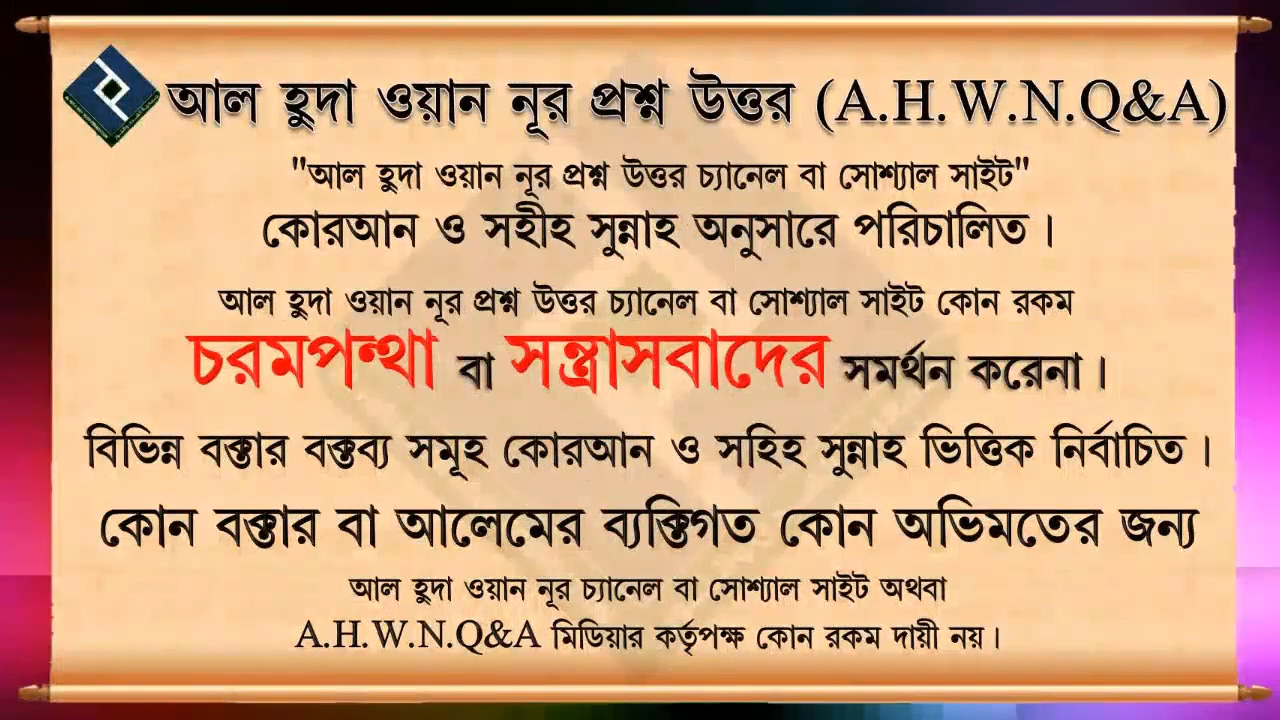 আল হুদা ওয়ান নূর প্রশ্ন উত্তর (A.H.W.N.Q&A)
"আল হুদা ওয়ান নূর প্রশ্ন উত্তর চ্যানেল বা সোশ্যাল সাইট"
কোরআন ও সহীহ সুন্নাহ অনুসারে পরিচালিত।
আল হুদা ওয়ান নূর প্রশ্ন উত্তর চ্যানেল বা সোশ্যাল সাইট কোন রকম
চরমপন্থা বা সন্ত্রাসবাদের সমর্থন করেনা।
বিভিন্ন বক্তার বক্তব্য সমূহ কোরআন ও সহিহ সুন্নাহ ভিত্তিক নির্বাচিত।
কোন বক্তার বা আলেমের ব্যক্তিগত কোন অভিমতের জন্য
আল হুদা ওয়ান নূর চ্যানেল বা সোশ্যাল সাইট অথবা
A.H.W.N.Q&A মিডিয়ার কর্তৃপক্ষ কোন রকম দায়ী নয়।